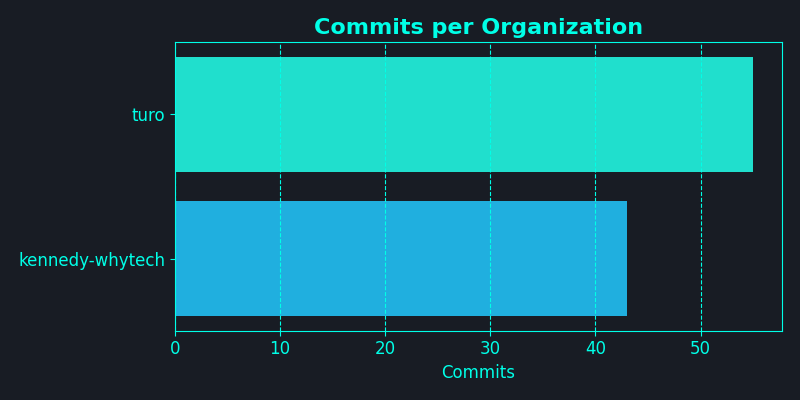 Commits per Organization
turo
kennedy-whytech
0 10 20 30 40 50
Commits